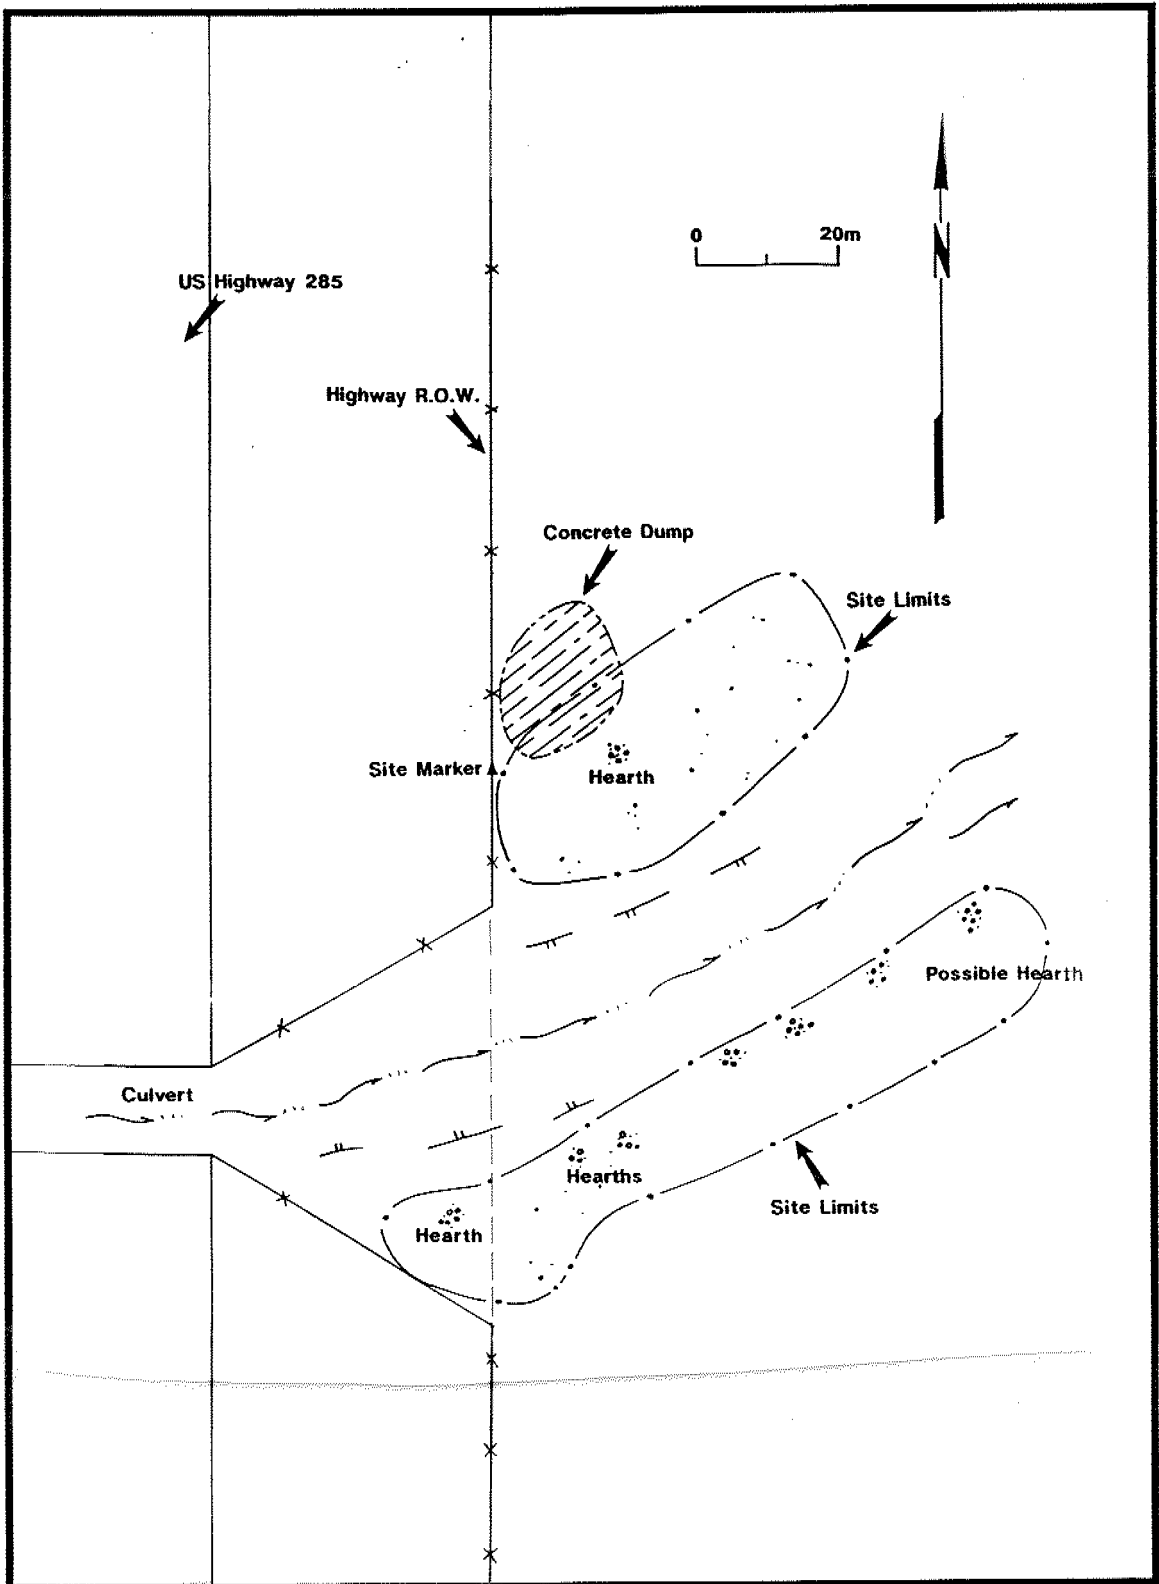 0 20m
N
US Highway 285
Highway R.O.W.
Concrete Dump
Site Limits
Site Marker
Hearth
Possible Hearth
Culvert
Hearths
Site Limits
Hearth